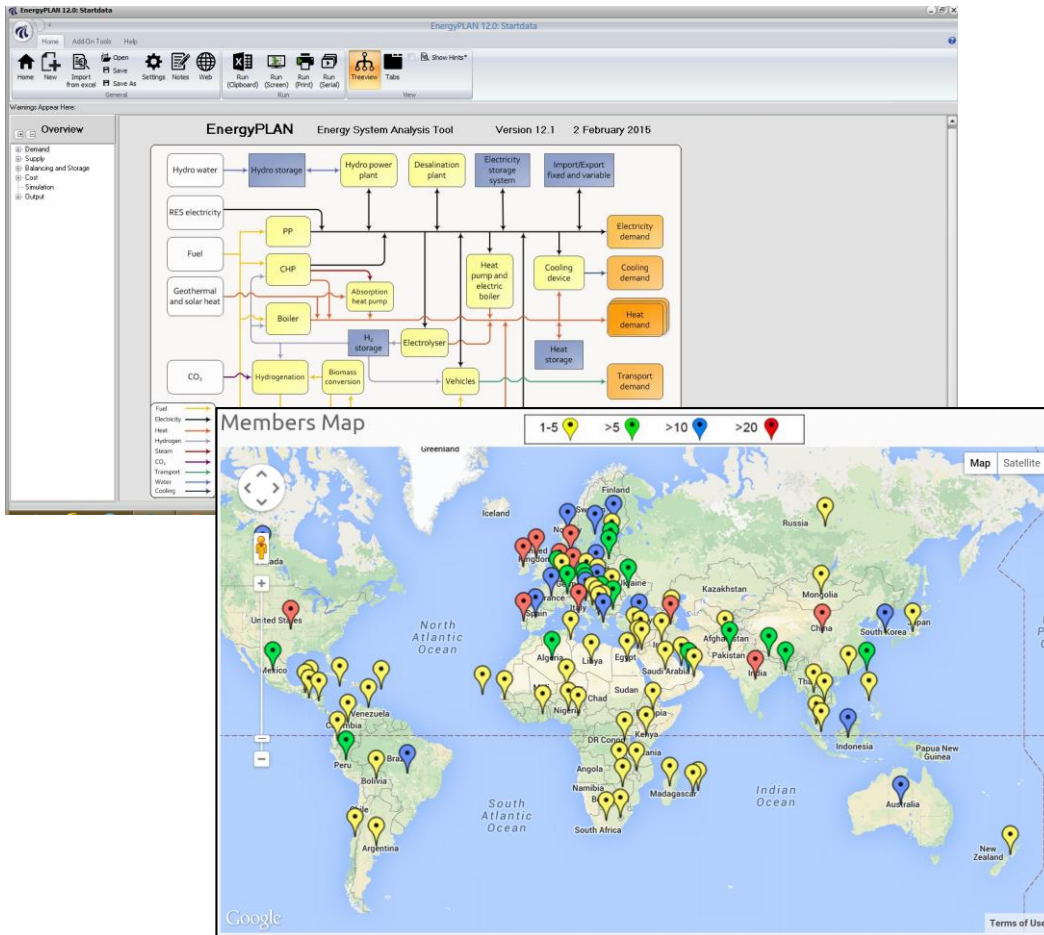 EnergyPLAN 12.0: Startdata
EnergyPLAN 12.0: Startdata
Home Add On Tools Help
Home
New
Import
from excel
Open
Save
Save As
Settings
Notes
Web
General
Run
(Clipboard)
Run
(Screen)
Run
(Print)
Run
(Serial)
Run
Treeview
Tabs
Show Hints*
View
Warnings Appear Here:
Overview
Demand
Supply
Balancing and Storage
Cost
Simulation
Output
EnergyPLAN Energy System Analysis Tool Version 12.1 2 February 2015
Hydro water
Hydro storage
Hydro power
plant
Desalination
plant
Electricity
storage
system
Import/Export
fixed and variable
RES electricity
PP
Electricity
demand
Fuel
CHP
Heat
pump and
electric
boiler
Cooling
device
Cooling
demand
Geothermal
and solar heat
Absorption
heat pump
Boiler
Heat
demand
H₂
storage
Electrolyser
Heat
storage
CO₂
Hydrogenation
Biomass
conversion
Vehicles
Transport
demand
Fuel
Electricity
Heat
Hydrogen
Steam
CO₂
Transport
Water
Cooling
Members Map
1-5 >5 >10 >20
Map Satellite
Greenland
Iceland
Finland
Russia
Kazakhstan
Mongolia
China
South Korea
Japan
United States
Mexico
North
Atlantic
Ocean
Spain
Italy
Ukraine
Algeria
Libya
Egypt
Saudi Arabia
Afghanistan
Pakistan
India
Mali
Chad
Sudan
Nigeria
Venezuela
Colombia
Peru
Brazil
Bolivia
Chile
Argentina
DR Congo
Kenya
Angola
Namibia
Madagascar
South Africa
South
Atlantic
Ocean
Indian
Ocean
Indonesia
Papua New
Guinea
Australia
New
Zealand
Google
Terms of Use